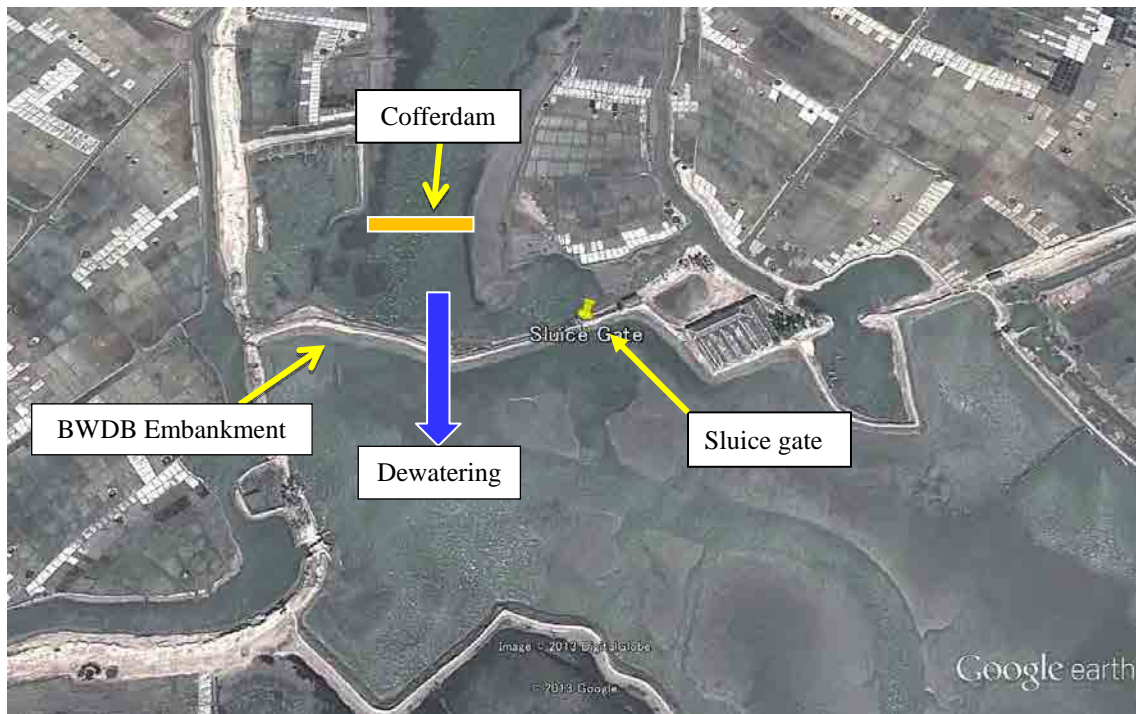 Cofferdam
Sluice Gate
BWDB Embankment
Sluice gate
Dewatering
Image © 2013 DigitalGlobe
© 2013 Google
Google earth